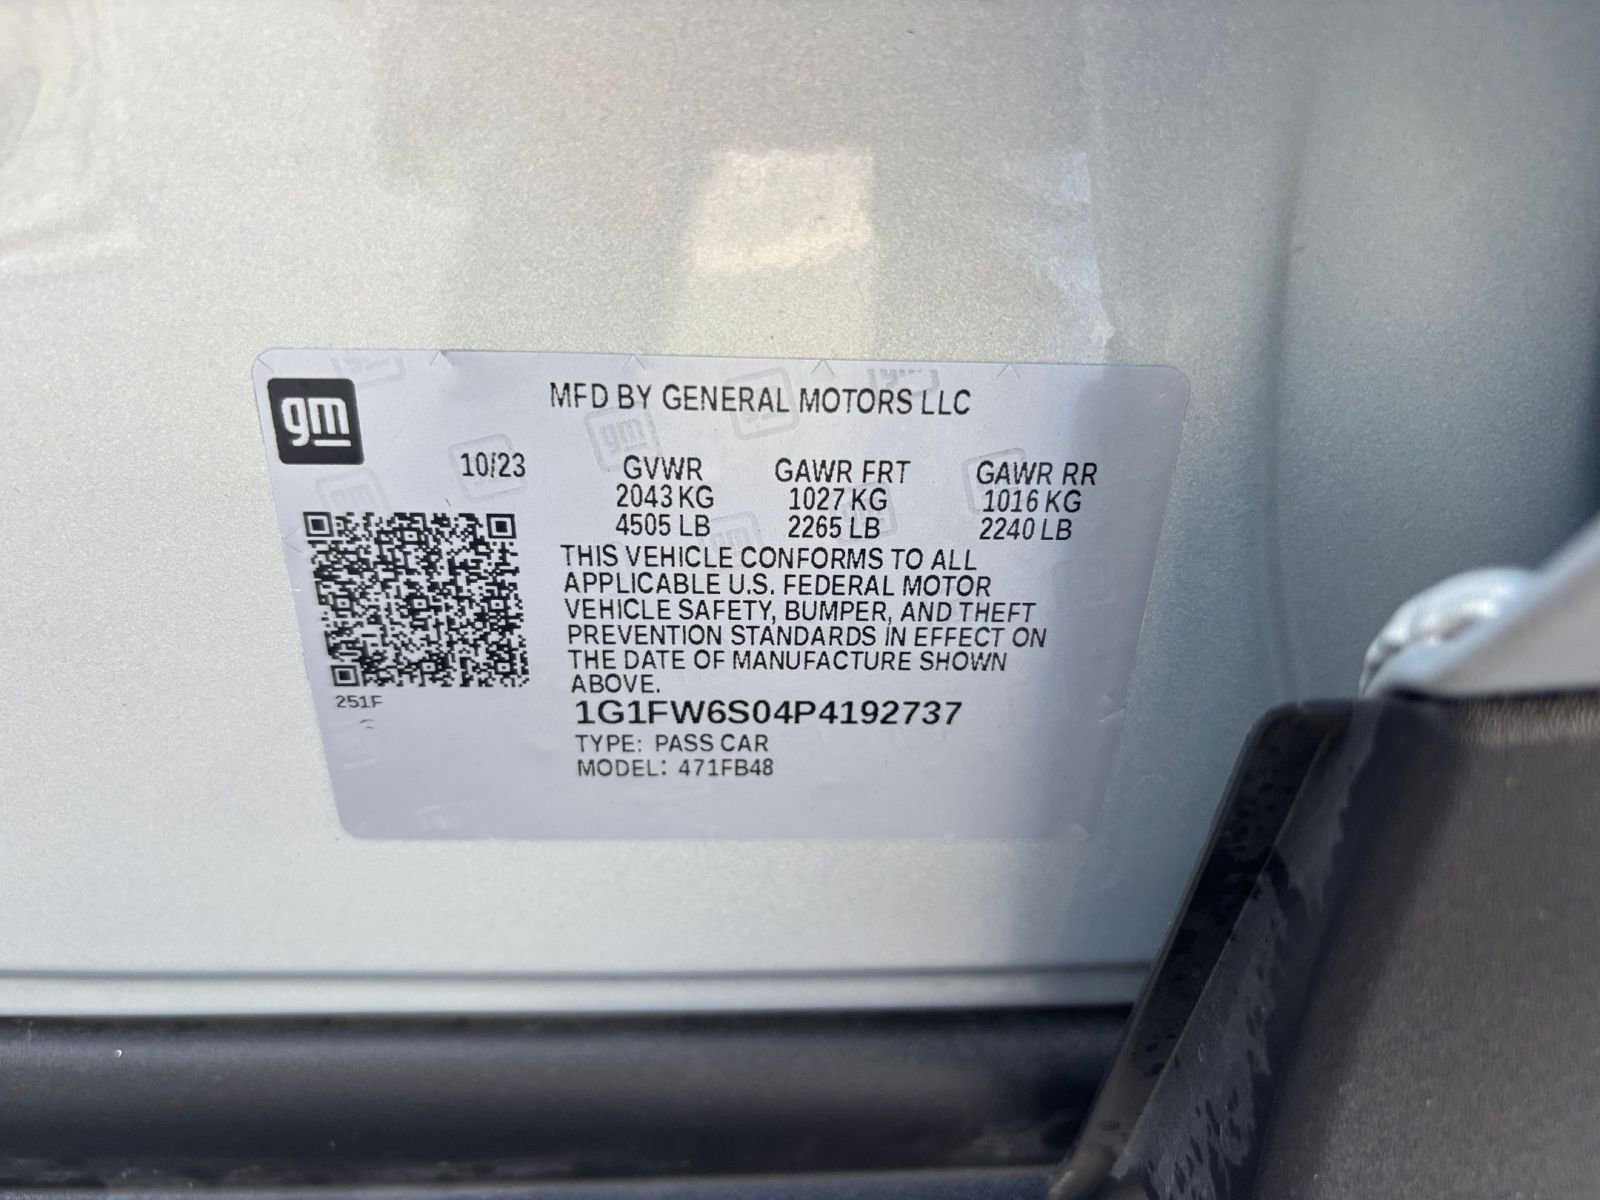 gm
MFD BY GENERAL MOTORS LLC
10/23
GVWR GAWR FRT GAWR RR
2043 KG 1027 KG 1016 KG
4505 LB 2265 LB 2240 LB
THIS VEHICLE CONFORMS TO ALL
APPLICABLE U.S. FEDERAL MOTOR
VEHICLE SAFETY, BUMPER, AND THEFT
PREVENTION STANDARDS IN EFFECT ON
THE DATE OF MANUFACTURE SHOWN
ABOVE.
251F
1G1FW6S04P4192737
TYPE: PASS CAR
MODEL: 471FB48